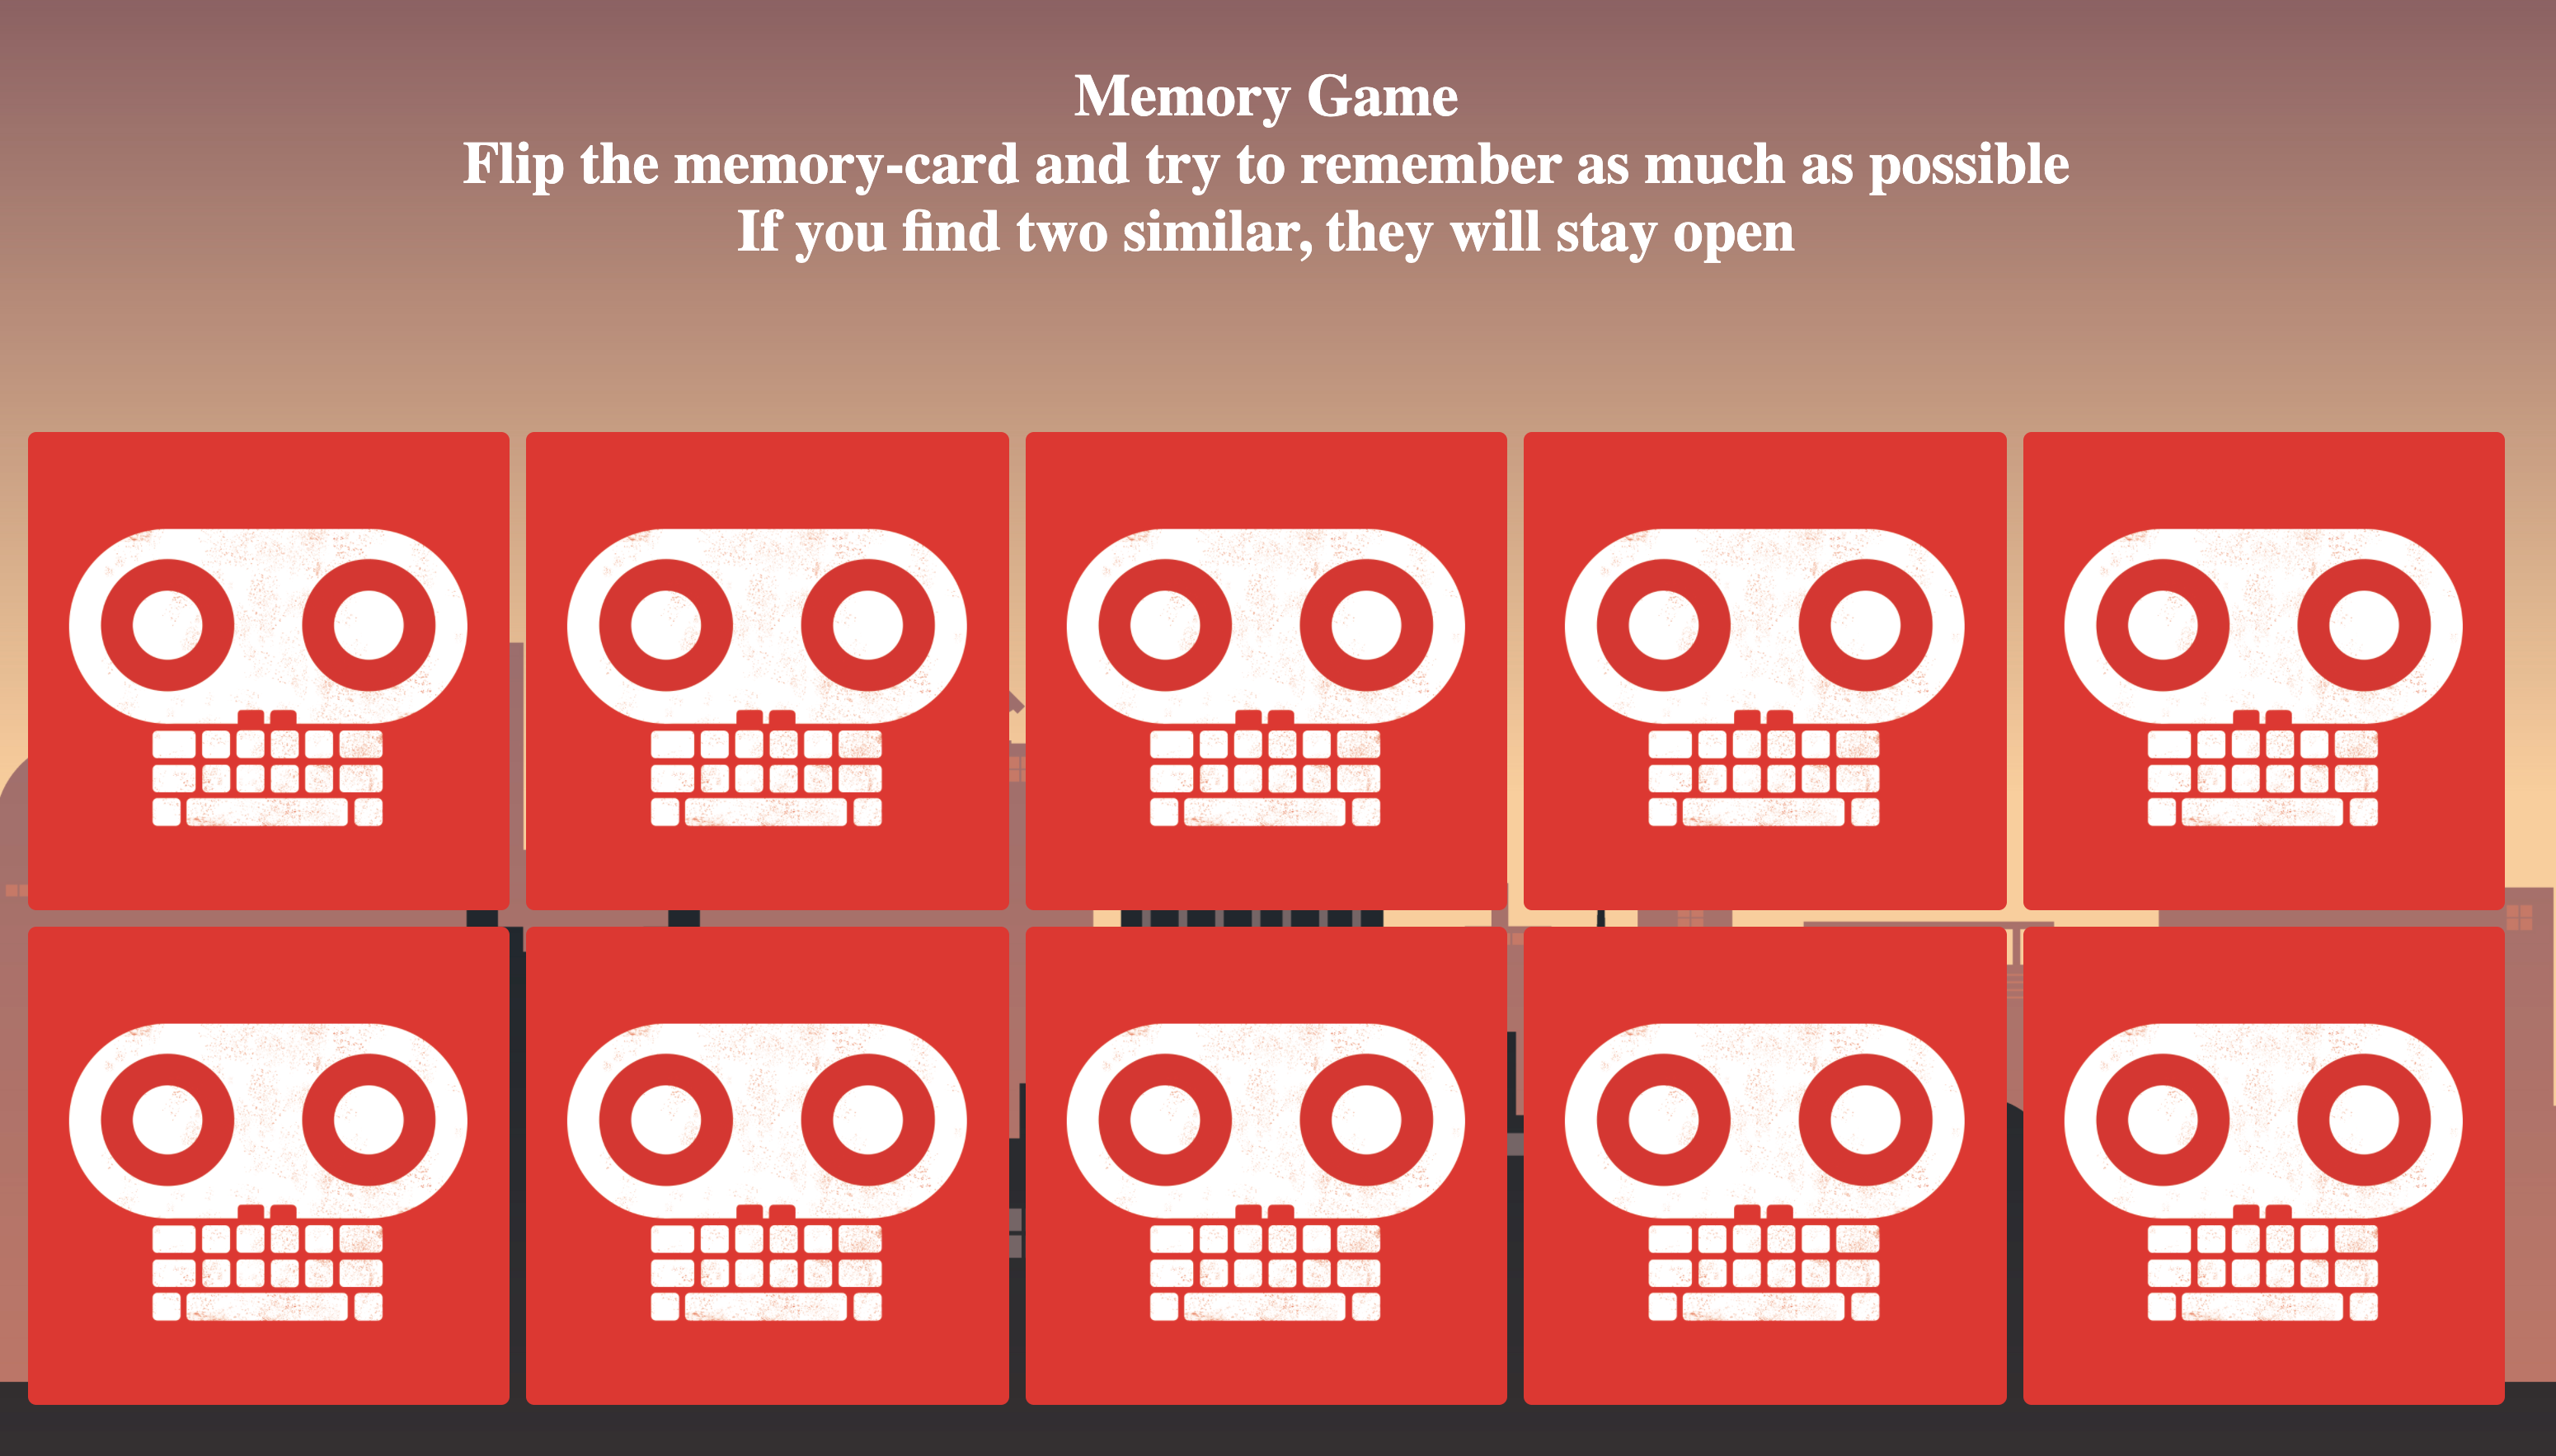 Memory Game
Flip the memory-card and try to remember as much as possible
If you find two similar, they will stay open